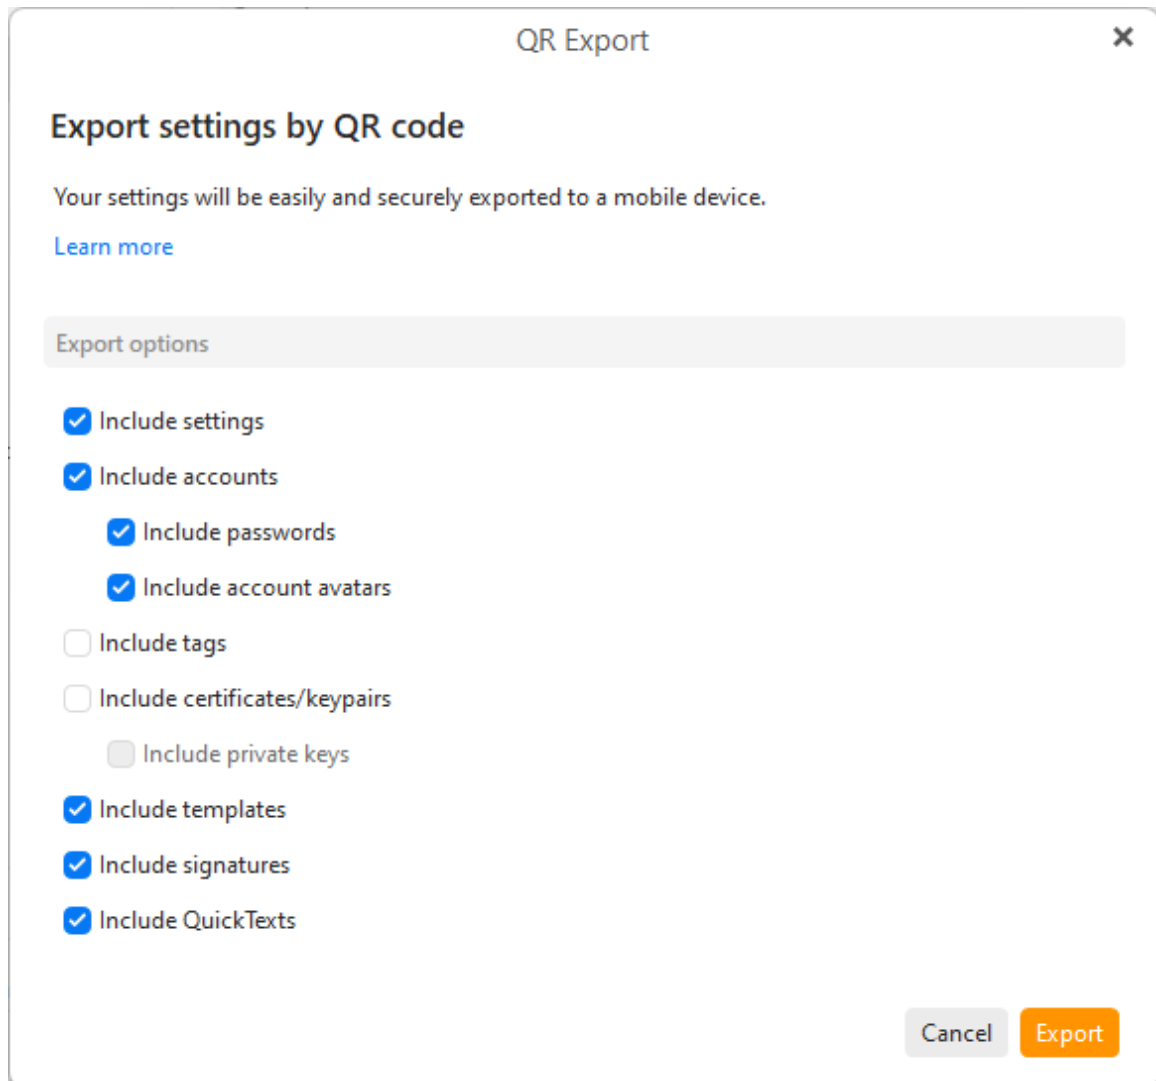 QR Export
Export settings by QR code
Your settings will be easily and securely exported to a mobile device.
Learn more
Export options
Include settings
Include accounts
Include passwords
Include account avatars
Include tags
Include certificates/keypairs
Include private keys
Include templates
Include signatures
Include QuickTexts
Cancel
Export